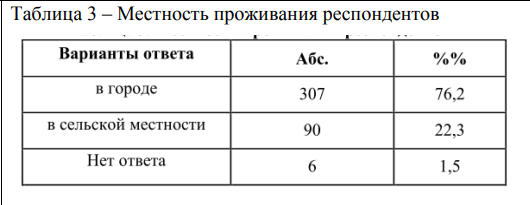 Таблица 3 – Местность проживания респондентов
Варианты ответа Абс. %%
в городе 307 76,2
в сельской местности 90 22,3
Нет ответа 6 1,5